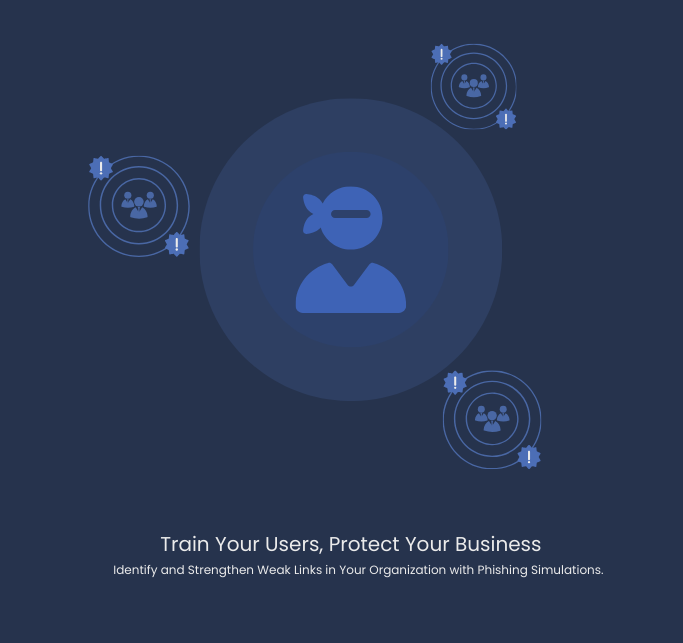 Train Your Users, Protect Your Business
Identify and Strengthen Weak Links in Your Organization with Phishing Simulations.